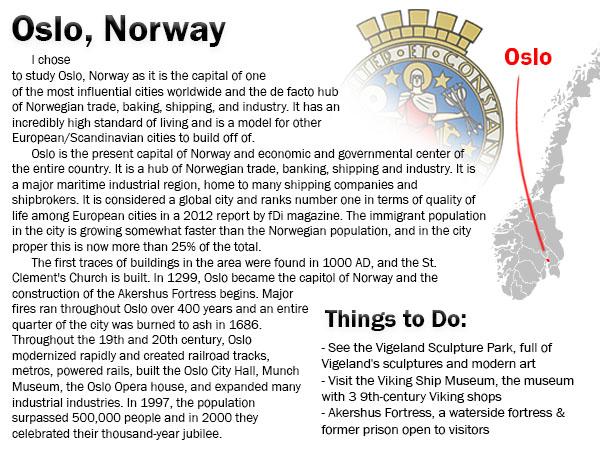 Oslo, Norway
I chose
to study Oslo, Norway as it is the capital of one
of the most influential cities worldwide and the de facto hub
of Norwegian trade, baking, shipping, and industry. It has an
incredibly high standard of living and is a model for other
European/Scandinavian cities to build off of.
Oslo is the present capital of Norway and economic and governmental center of
the entire country. It is a hub of Norwegian trade, banking, shipping and industry. It is
a major maritime industrial region, home to many shipping companies and
shipbrokers. It is considered a global city and ranks number one in terms of quality of
life among European cities in a 2012 report by fDi magazine. The immigrant population
in the city is growing somewhat faster than the Norwegian population, and in the city
proper this is now more than 25% of the total.
The first traces of buildings in the area were found in 1000 AD, and the St.
Clement's Church is built. In 1299, Oslo became the capitol of Norway and the
construction of the Akershus Fortress begins. Major
fires ran throughout Oslo over 400 years and an entire
quarter of the city was burned to ash in 1686.
Throughout the 19th and 20th century, Oslo
modernized rapidly and created railroad tracks,
metros, powered rails, built the Oslo City Hall, Munch
Museum, the Oslo Opera house, and expanded many
industrial industries. In 1997, the population
surpassed 500,000 people and in 2000 they
celebrated their thousand-year jubilee.
ET CONSTAN
Oslo
Things to Do:
- See the Vigeland Sculpture Park, full of
Vigeland's sculptures and modern art
- Visit the Viking Ship Museum, the museum
with 3 9th-century Viking shops
- Akershus Fortress, a waterside fortress &
former prison open to visitors